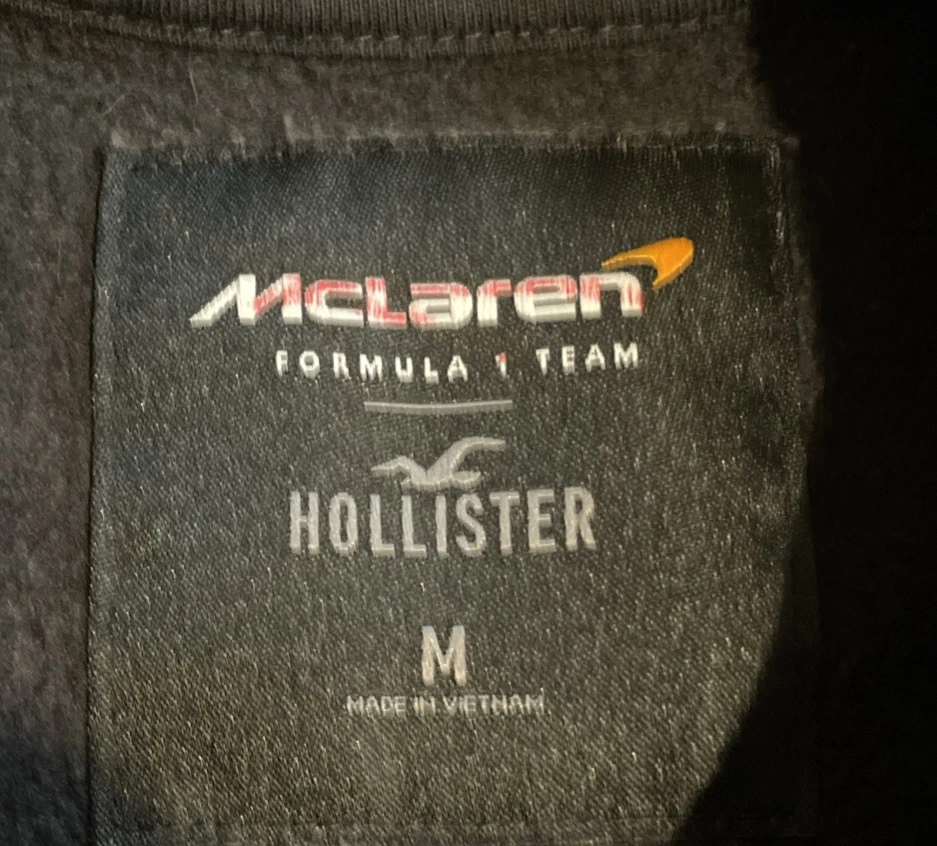 McLaren
FORMULA 1 TEAM
HOLLISTER
M
MADE IN VIETNAM